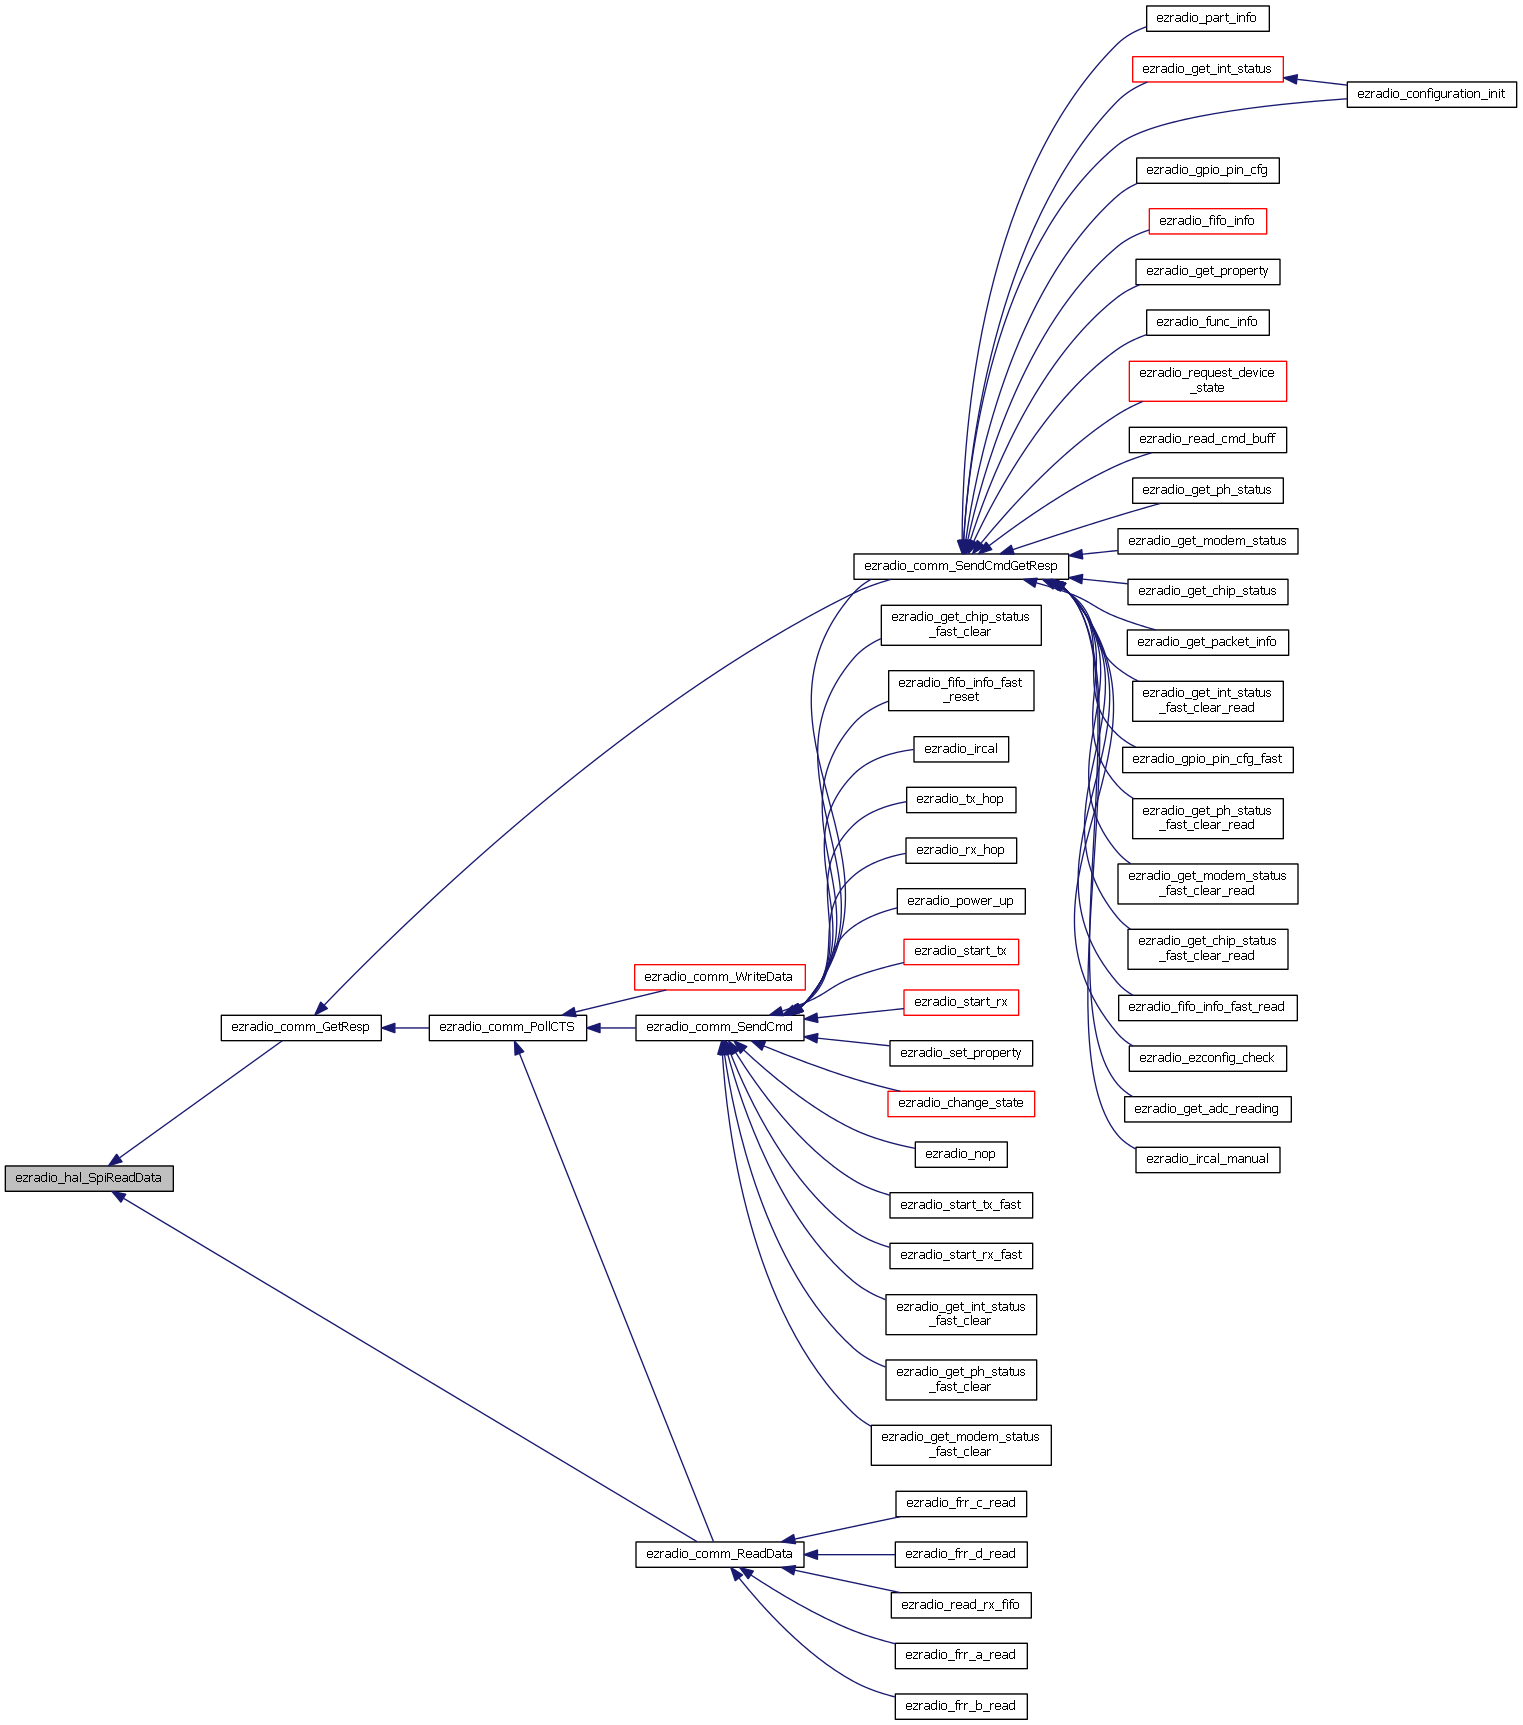 ezradio_part_info
ezradio_get_int_status
ezradio_configuration_init
ezradio_gpio_pin_cfg
ezradio_fifo_info
ezradio_get_property
ezradio_func_info
ezradio_request_device
_state
ezradio_read_cmd_buff
ezradio_get_ph_status
ezradio_get_modem_status
ezradio_comm_SendCmdGetResp
ezradio_get_chip_status
ezradio_get_packet_info
ezradio_get_int_status
_fast_clear_read
ezradio_gpio_pin_cfg_fast
ezradio_get_ph_status
_fast_clear_read
ezradio_get_modem_status
_fast_clear_read
ezradio_get_chip_status
_fast_clear_read
ezradio_fifo_info_fast_read
ezradio_ezconfig_check
ezradio_get_adc_reading
ezradio_ircal_manual
ezradio_get_chip_status
_fast_clear
ezradio_fifo_info_fast
_reset
ezradio_ircal
ezradio_tx_hop
ezradio_rx_hop
ezradio_power_up
ezradio_start_tx
ezradio_start_rx
ezradio_set_property
ezradio_change_state
ezradio_nop
ezradio_start_tx_fast
ezradio_start_rx_fast
ezradio_get_int_status
_fast_clear
ezradio_get_ph_status
_fast_clear
ezradio_get_modem_status
_fast_clear
ezradio_comm_WriteData
ezradio_comm_GetResp
ezradio_comm_PollCTS
ezradio_comm_SendCmd
ezradio_hal_SpiReadData
ezradio_comm_ReadData
ezradio_frr_c_read
ezradio_frr_d_read
ezradio_read_rx_fifo
ezradio_frr_a_read
ezradio_frr_b_read